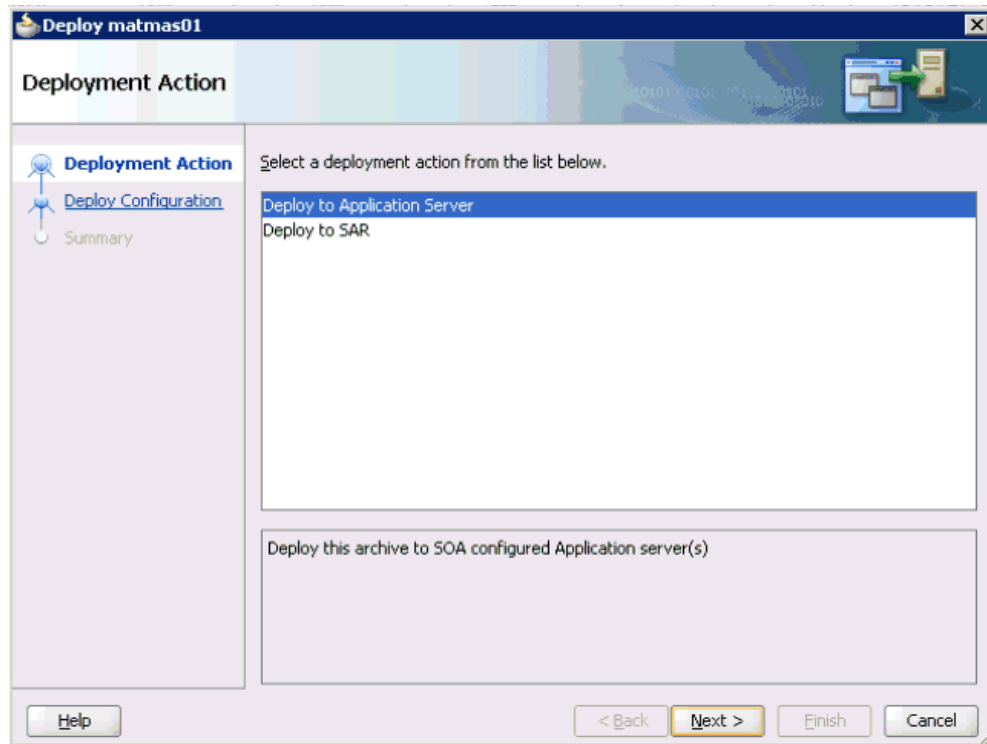 Deploy matmas01
Deployment Action
Deployment Action
Deploy Configuration
Summary
Select a deployment action from the list below.
Deploy to Application Server
Deploy to SAR
Deploy this archive to SOA configured Application server(s)
Help
< Back
Next >
Finish
Cancel